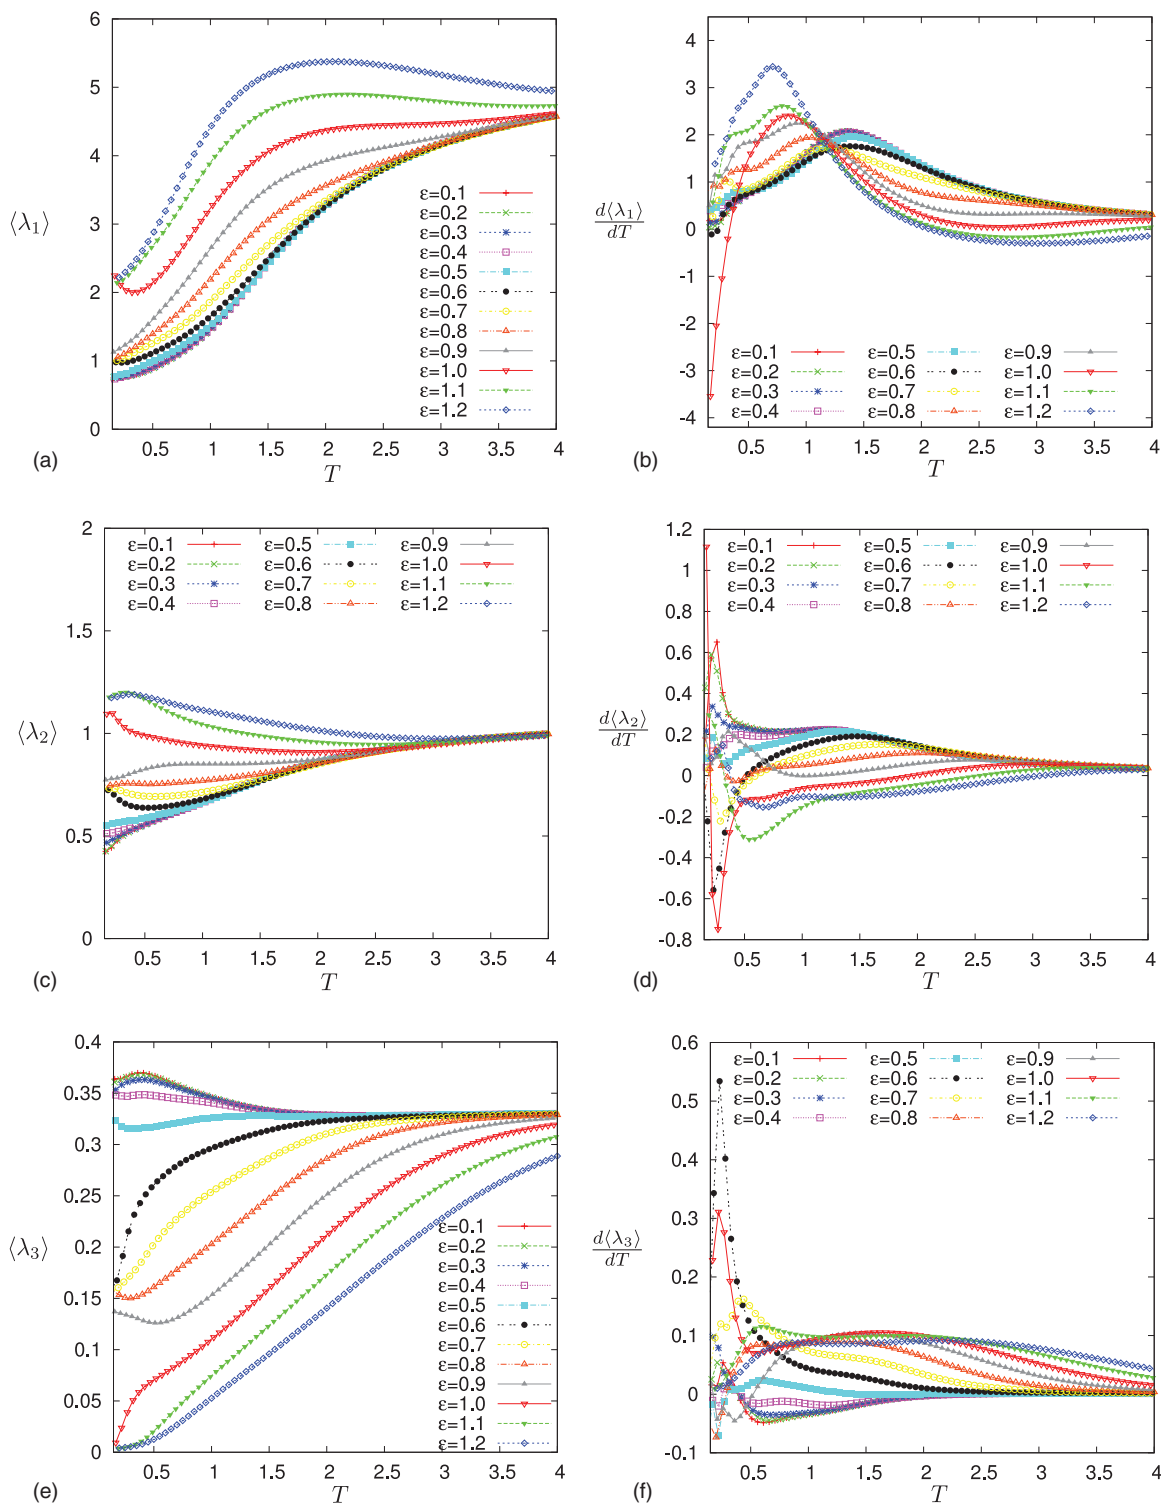 6
5
4
3
2
1
0
⟨λ₁⟩
ε=0.1
ε=0.2
ε=0.3
ε=0.4
ε=0.5
ε=0.6
ε=0.7
ε=0.8
ε=0.9
ε=1.0
ε=1.1
ε=1.2
0.5 1 1.5 2 2.5 3 3.5 4
T
(a)
4
3
2
1
0
-1
-2
-3
-4
d⟨λ₁⟩
dT
ε=0.1 ε=0.5 ε=0.9
ε=0.2 ε=0.6 ε=1.0
ε=0.3 ε=0.7 ε=1.1
ε=0.4 ε=0.8 ε=1.2
0.5 1 1.5 2 2.5 3 3.5 4
T
(b)
2
1.5
1
0.5
0
⟨λ₂⟩
ε=0.1 ε=0.5 ε=0.9
ε=0.2 ε=0.6 ε=1.0
ε=0.3 ε=0.7 ε=1.1
ε=0.4 ε=0.8 ε=1.2
0.5 1 1.5 2 2.5 3 3.5 4
T
(c)
1.2
1
0.8
0.6
0.4
0.2
0
-0.2
-0.4
-0.6
-0.8
d⟨λ₂⟩
dT
ε=0.1 ε=0.5 ε=0.9
ε=0.2 ε=0.6 ε=1.0
ε=0.3 ε=0.7 ε=1.1
ε=0.4 ε=0.8 ε=1.2
0.5 1 1.5 2 2.5 3 3.5 4
T
(d)
0.4
0.35
0.3
0.25
0.2
0.15
0.1
0.05
0
⟨λ₃⟩
ε=0.1
ε=0.2
ε=0.3
ε=0.4
ε=0.5
ε=0.6
ε=0.7
ε=0.8
ε=0.9
ε=1.0
ε=1.1
ε=1.2
0.5 1 1.5 2 2.5 3 3.5 4
T
(e)
0.6
0.5
0.4
0.3
0.2
0.1
0
-0.1
d⟨λ₃⟩
dT
ε=0.1 ε=0.5 ε=0.9
ε=0.2 ε=0.6 ε=1.0
ε=0.3 ε=0.7 ε=1.1
ε=0.4 ε=0.8 ε=1.2
0.5 1 1.5 2 2.5 3 3.5 4
T
(f)